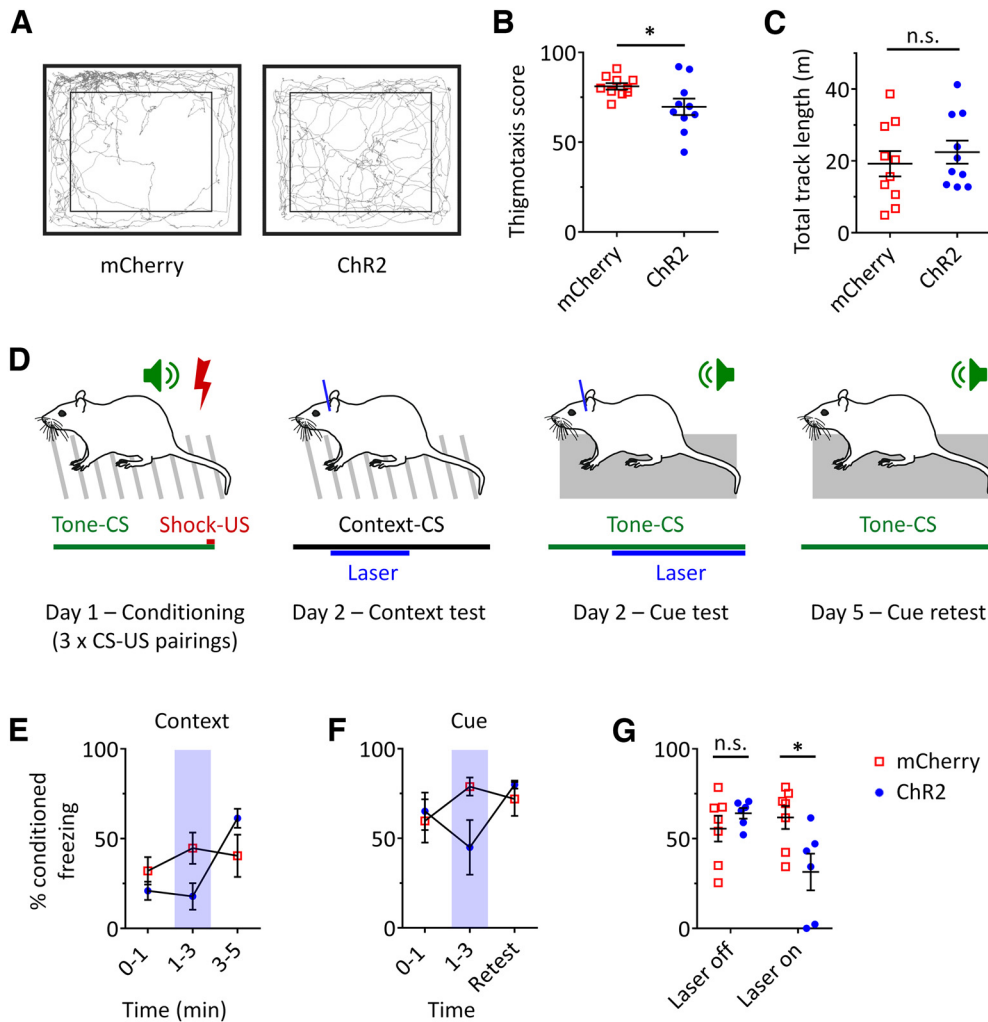 A
mCherry
ChR2
B
*
Thigmotaxis score
100
50
0
mCherry
ChR2
C
n.s.
Total track length (m)
40
20
0
mCherry
ChR2
D
Tone-CS
Shock-US
Day 1 – Conditioning
(3 x CS-US pairings)
Context-CS
Laser
Day 2 – Context test
Tone-CS
Laser
Day 2 – Cue test
Tone-CS
Day 5 – Cue retest
E
Context
% conditioned
freezing
100
50
0
0-1
1-3
3-5
Time (min)
F
Cue
100
50
0
0-1
1-3
Retest
Time
G
n.s.
*
100
50
0
Laser off
Laser on
mCherry
ChR2